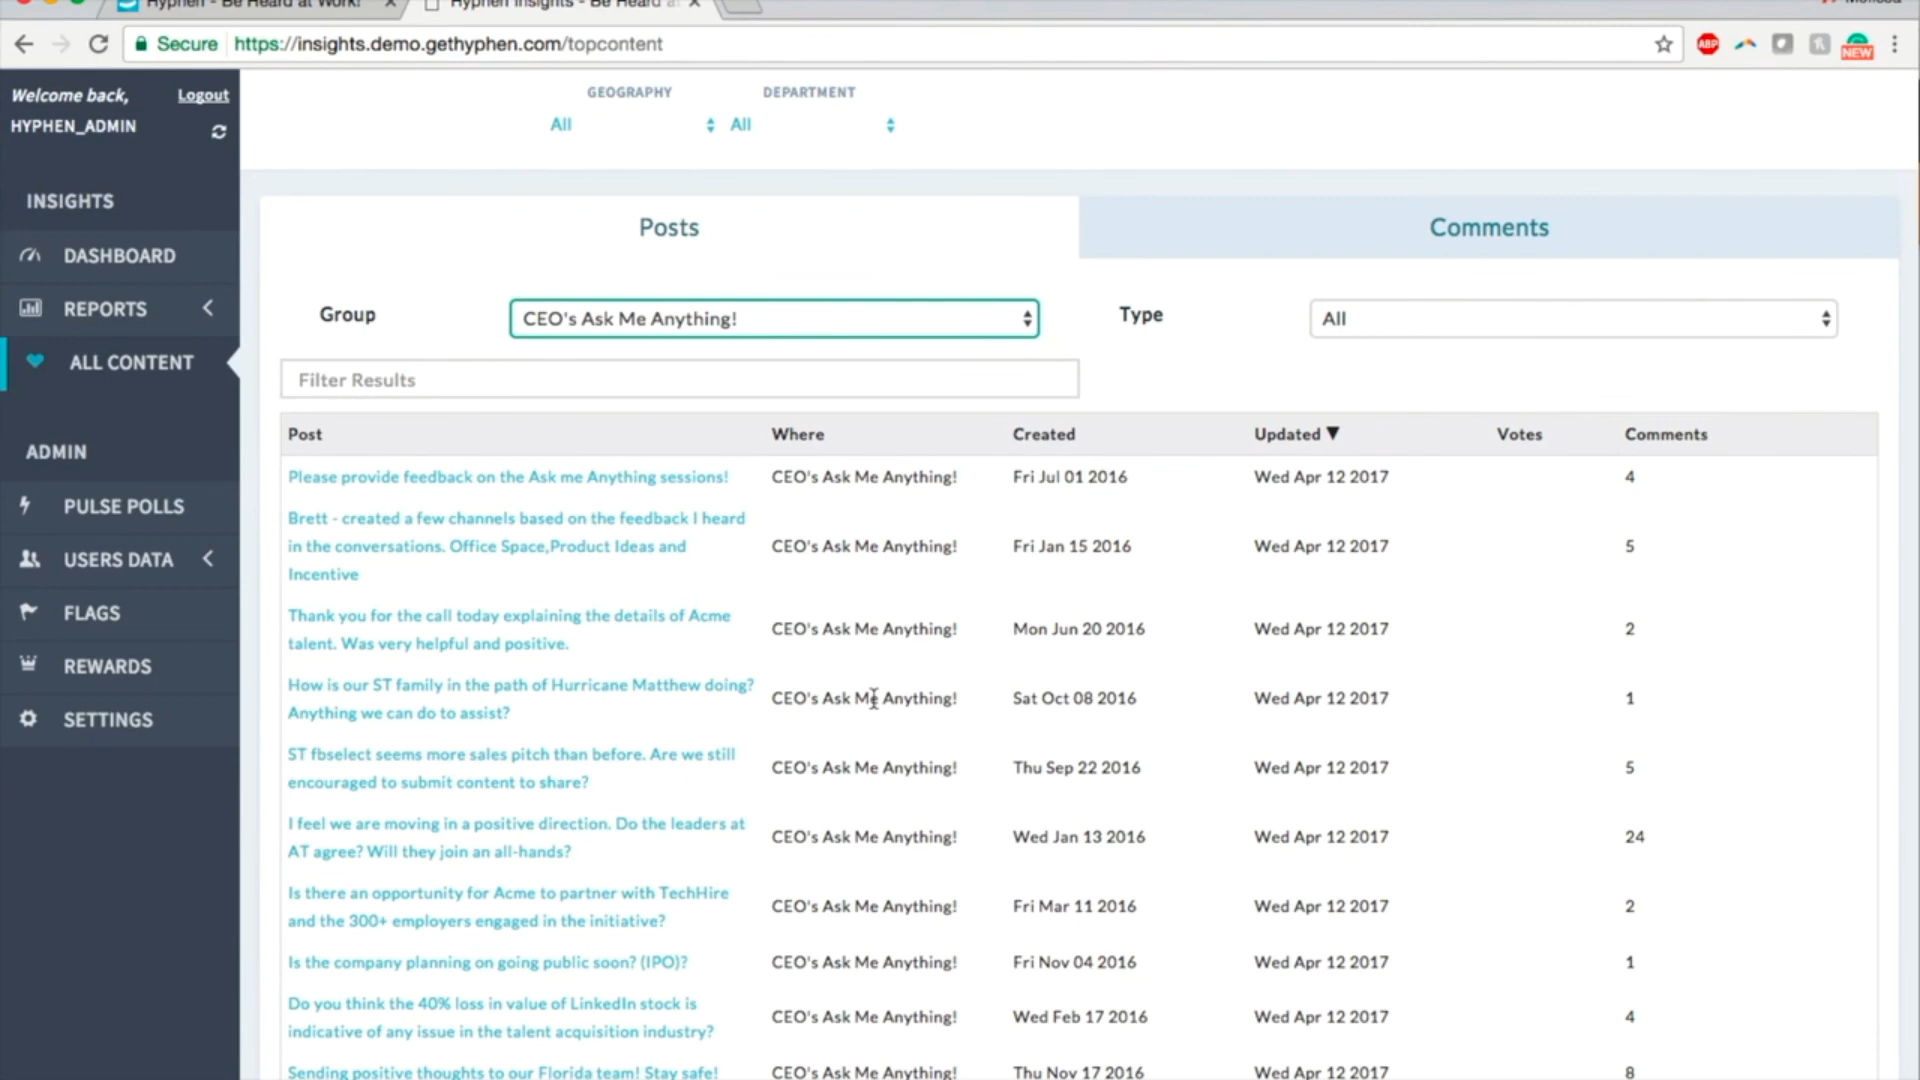 Hyphen - Be Heard at Work!
Hyphen Insights - Be Heard at
Secure https://insights.demo.gethyphen.com/topcontent
ABP
NEW
Welcome back, Logout
HYPHEN_ADMIN
INSIGHTS
DASHBOARD
REPORTS
ALL CONTENT
ADMIN
PULSE POLLS
USERS DATA
FLAGS
REWARDS
SETTINGS
GEOGRAPHY DEPARTMENT
All All
Posts Comments
Group CEO's Ask Me Anything! Type All
Filter Results
Post Where Created Updated ▼ Votes Comments
Please provide feedback on the Ask me Anything sessions! CEO's Ask Me Anything! Fri Jul 01 2016 Wed Apr 12 2017 4
Brett - created a few channels based on the feedback I heard
in the conversations. Office Space,Product Ideas and CEO's Ask Me Anything! Fri Jan 15 2016 Wed Apr 12 2017 5
Incentive
Thank you for the call today explaining the details of Acme
talent. Was very helpful and positive. CEO's Ask Me Anything! Mon Jun 20 2016 Wed Apr 12 2017 2
How is our ST family in the path of Hurricane Matthew doing?
Anything we can do to assist? CEO's Ask Me Anything! Sat Oct 08 2016 Wed Apr 12 2017 1
ST fbselect seems more sales pitch than before. Are we still
encouraged to submit content to share? CEO's Ask Me Anything! Thu Sep 22 2016 Wed Apr 12 2017 5
I feel we are moving in a positive direction. Do the leaders at
AT agree? Will they join an all-hands? CEO's Ask Me Anything! Wed Jan 13 2016 Wed Apr 12 2017 24
Is there an opportunity for Acme to partner with TechHire
and the 300+ employers engaged in the initiative? CEO's Ask Me Anything! Fri Mar 11 2016 Wed Apr 12 2017 2
Is the company planning on going public soon? (IPO)? CEO's Ask Me Anything! Fri Nov 04 2016 Wed Apr 12 2017 1
Do you think the 40% loss in value of LinkedIn stock is
indicative of any issue in the talent acquisition industry? CEO's Ask Me Anything! Wed Feb 17 2016 Wed Apr 12 2017 4
Sending positive thoughts to our Florida team! Stay safe! CEO's Ask Me Anything! Thu Nov 17 2016 Wed Apr 12 2017 8